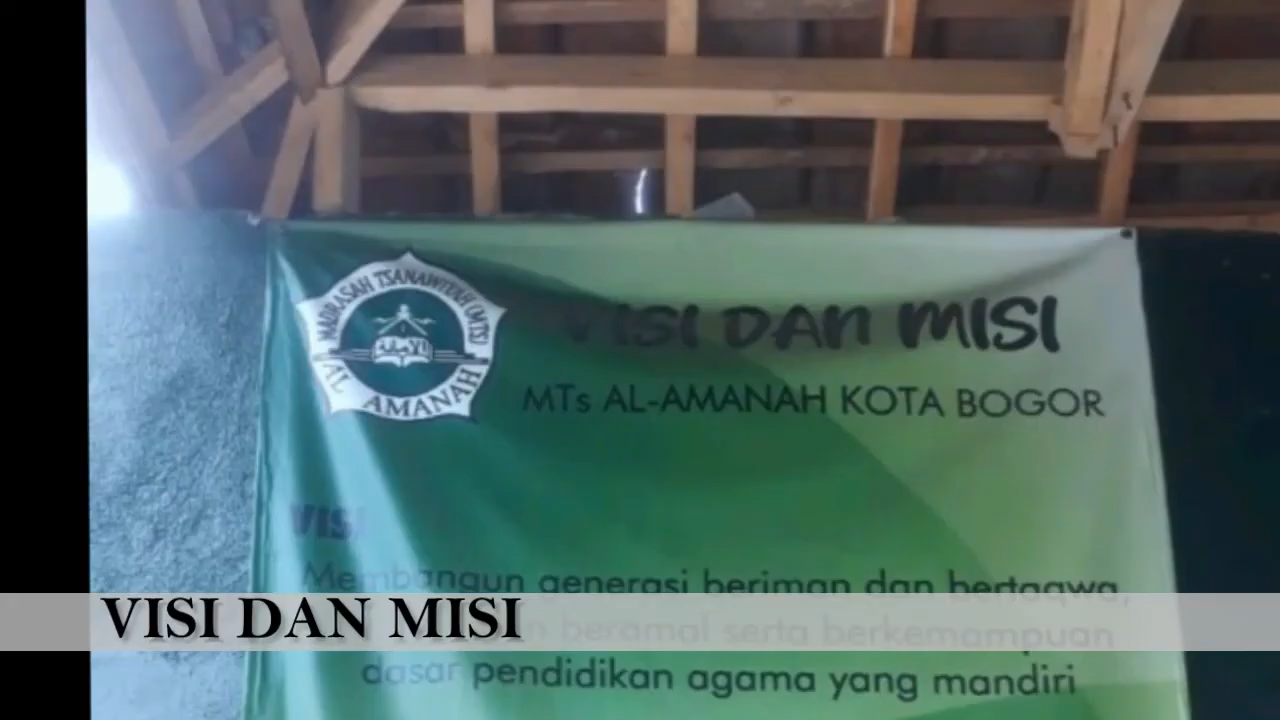 MADRASAH TSANAWIYAH (MTS)
AL AMANAH
VISI DAN MISI
MTs AL-AMANAH KOTA BOGOR
VISI
Membangun generasi beriman dan bertaqwa,
beramal serta berkemampuan
dasar pendidikan agama yang mandiri
VISI DAN MISI